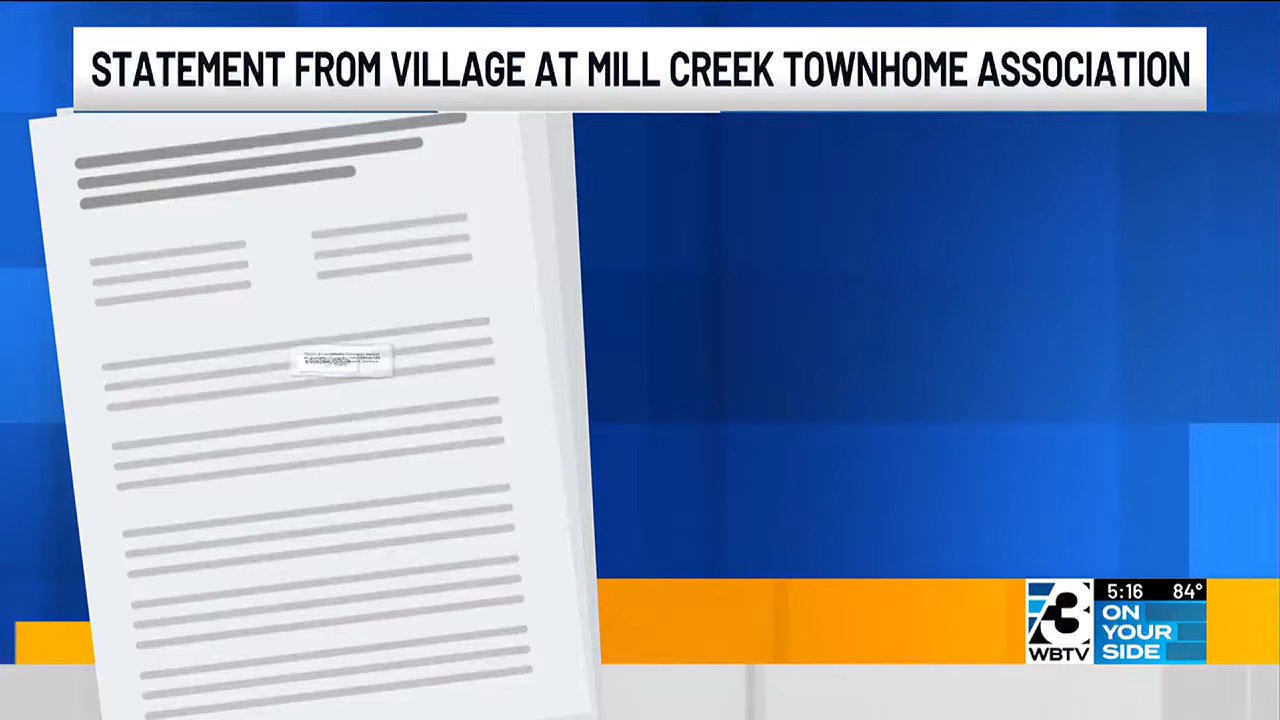 STATEMENT FROM VILLAGE AT MILL CREEK TOWNHOME ASSOCIATION
3
WBTV
5:16 84°
ON
YOUR
SIDE